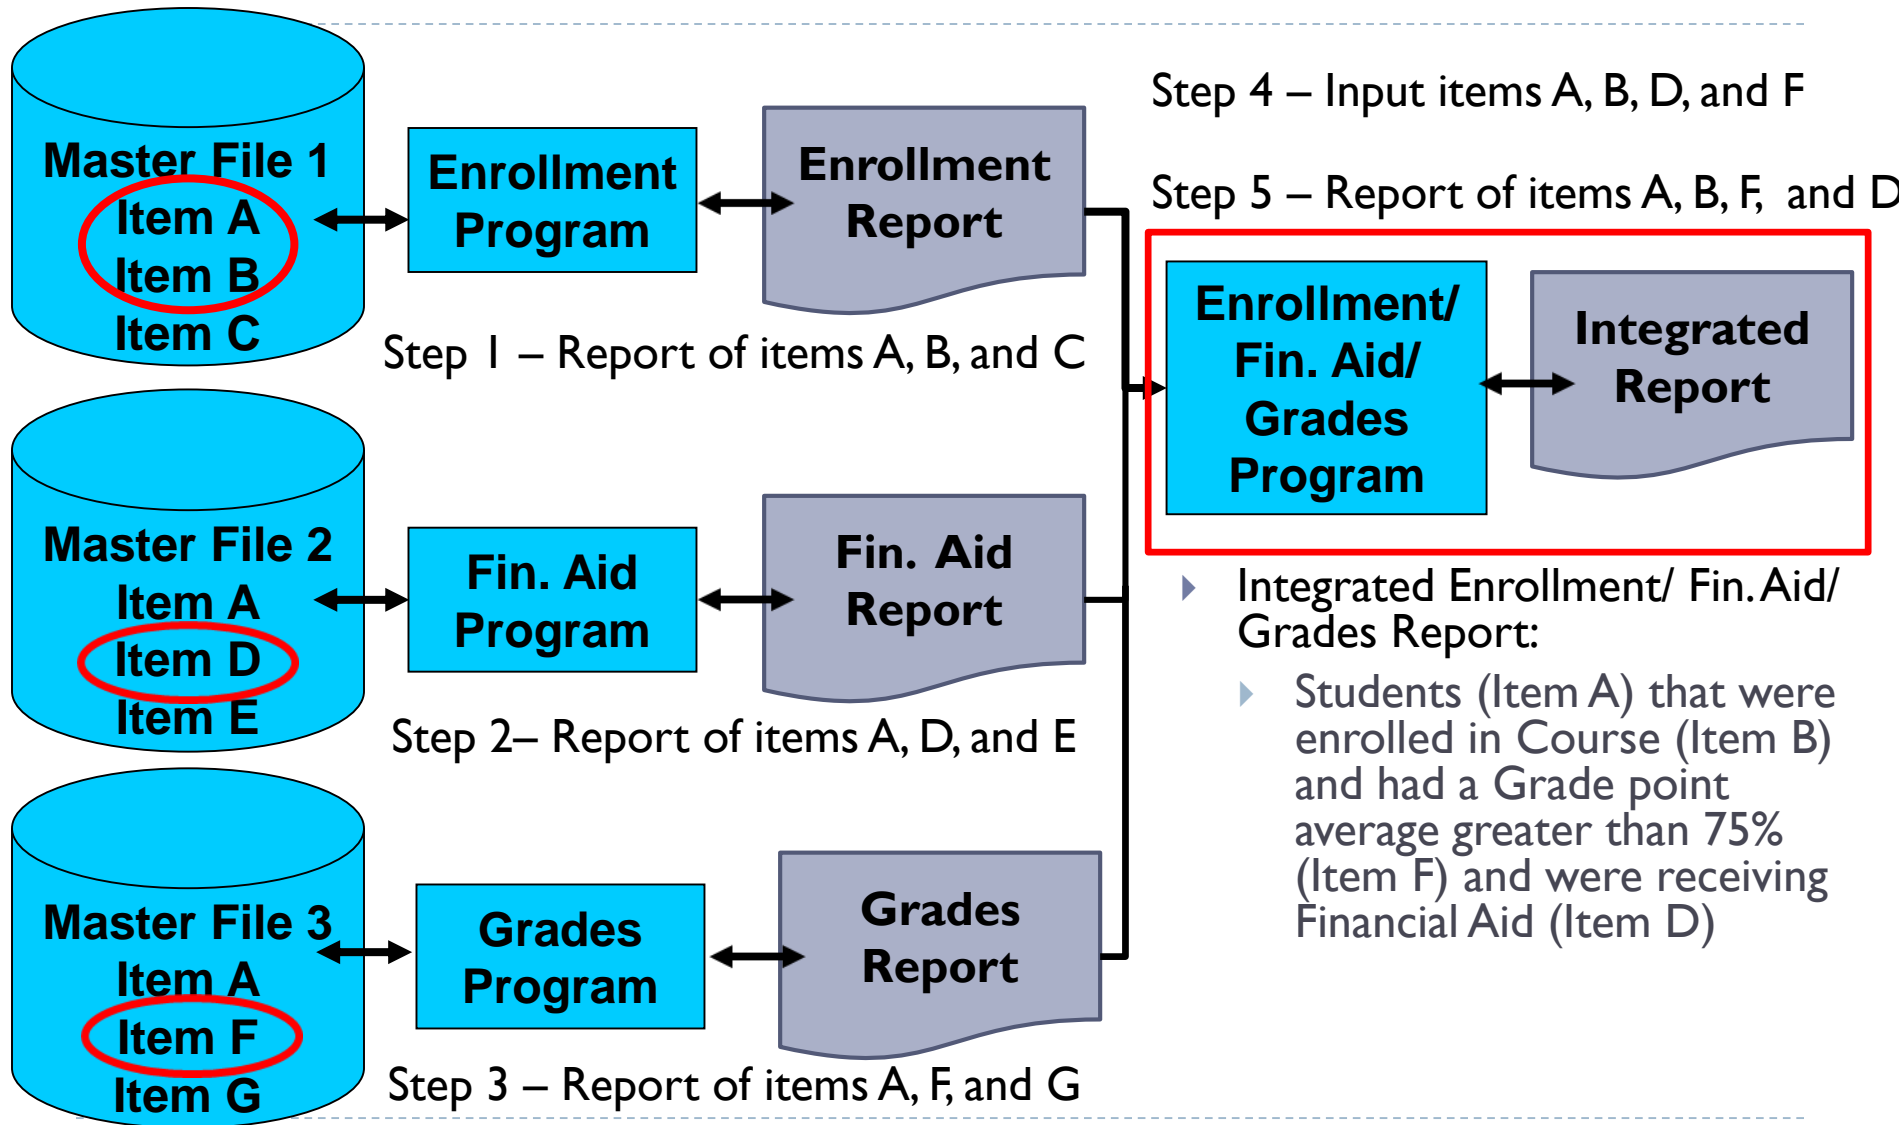 Master File 1
Item A
Item B
Item C
Enrollment
Program
Enrollment
Report
Step 1 – Report of items A, B, and C
Master File 2
Item A
Item D
Item E
Fin. Aid
Program
Fin. Aid
Report
Step 2– Report of items A, D, and E
Master File 3
Item A
Item F
Item G
Grades
Program
Grades
Report
Step 3 – Report of items A, F, and G
Step 4 – Input items A, B, D, and F
Step 5 – Report of items A, B, F, and D
Enrollment/
Fin. Aid/
Grades
Program
Integrated
Report
Integrated Enrollment/ Fin. Aid/
Grades Report:
Students (Item A) that were
enrolled in Course (Item B)
and had a Grade point
average greater than 75%
(Item F) and were receiving
Financial Aid (Item D)